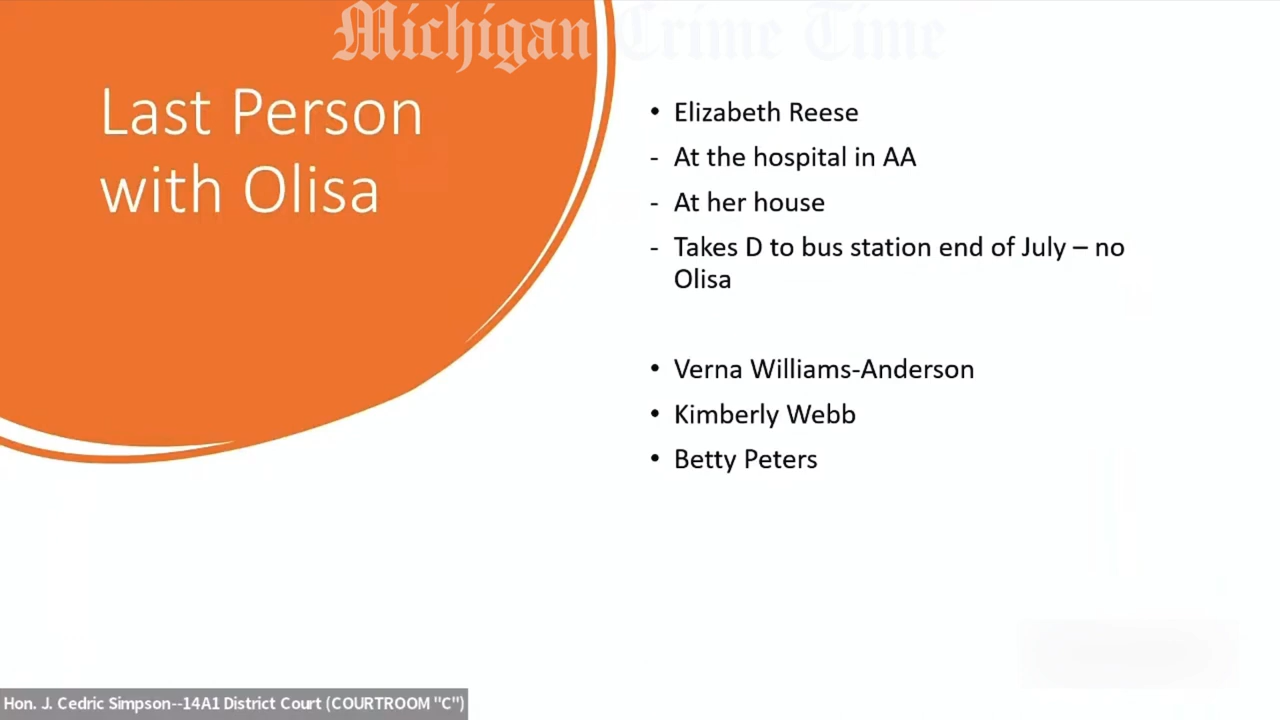 Michigan Crime Time
Last Person
with Olisa
• Elizabeth Reese
- At the hospital in AA
- At her house
- Takes D to bus station end of July – no
Olisa
• Verna Williams-Anderson
• Kimberly Webb
• Betty Peters
Hon. J. Cedric Simpson--14A1 District Court (COURTROOM "C")